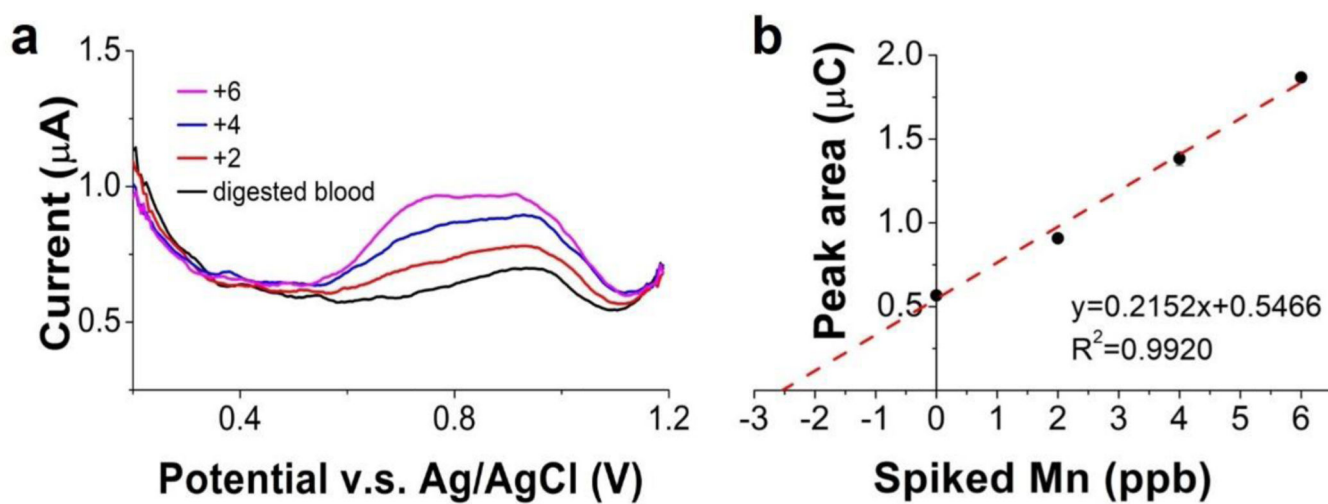 a
1.5
1.0
0.5
Current (μA)
+6
+4
+2
digested blood
0.4
0.8
1.2
Potential v.s. Ag/AgCl (V)
b
2.0
1.5
1.0
0.5
Peak area (μC)
y=0.2152x+0.5466
R²=0.9920
-3 -2 -1 0 1 2 3 4 5 6
Spiked Mn (ppb)